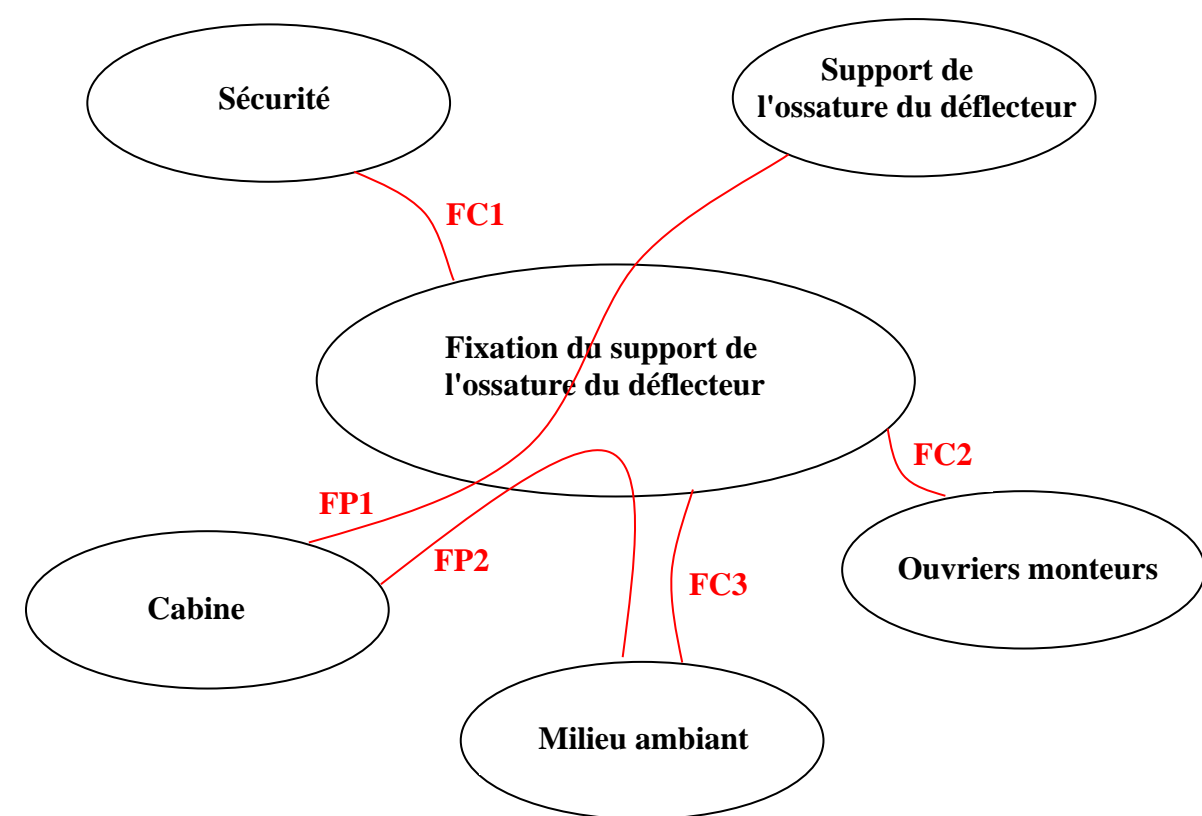 Sécurité
Support de
l'ossature du déflecteur
FC1
Fixation du support de
l'ossature du déflecteur
FC2
FP1
FP2
FC3
Ouvriers monteurs
Cabine
Milieu ambiant